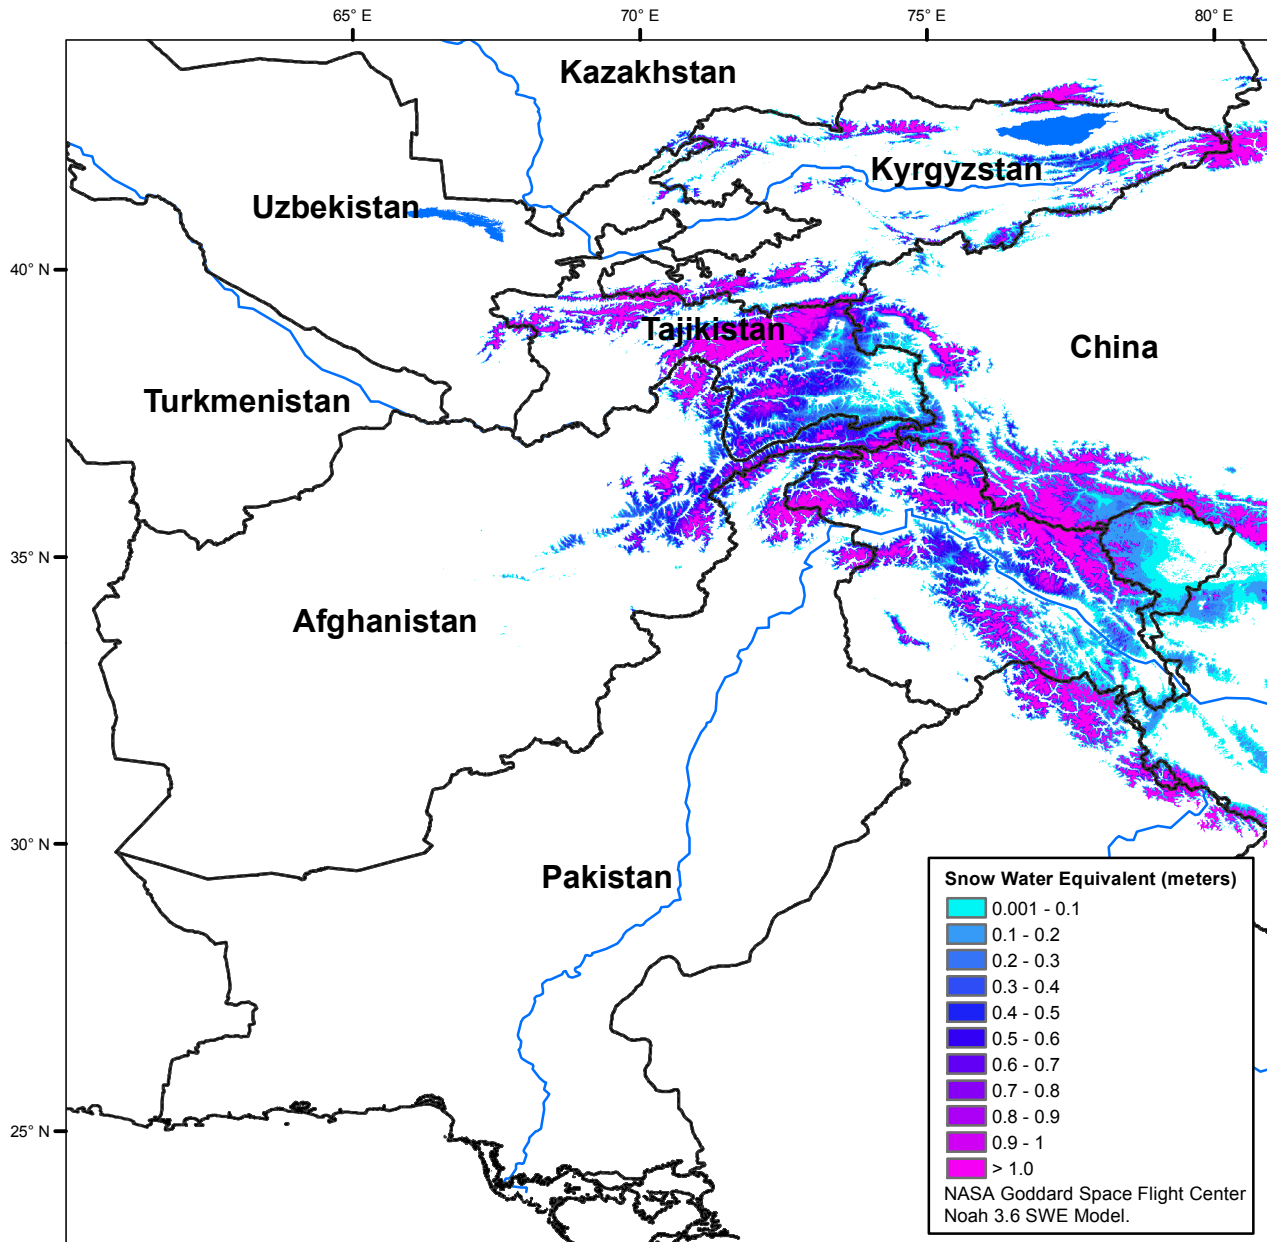 65° E
70° E
75° E
80° E
Kazakhstan
Kyrgyzstan
Uzbekistan
40° N
Tajikistan
China
Turkmenistan
35° N
Afghanistan
30° N
Pakistan
25° N
Snow Water Equivalent (meters)
0.001 - 0.1
0.1 - 0.2
0.2 - 0.3
0.3 - 0.4
0.4 - 0.5
0.5 - 0.6
0.6 - 0.7
0.7 - 0.8
0.8 - 0.9
0.9 - 1
> 1.0
NASA Goddard Space Flight Center
Noah 3.6 SWE Model.